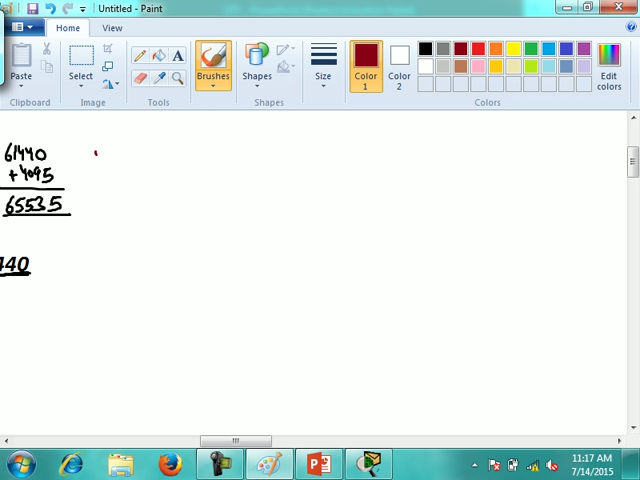 Untitled - Paint
Home View
Paste Select Brushes Shapes Size Color 1 Color 2 Edit colors
Clipboard Image Tools Shapes Colors
61440
+4095
65535
440
11:17 AM
7/14/2015